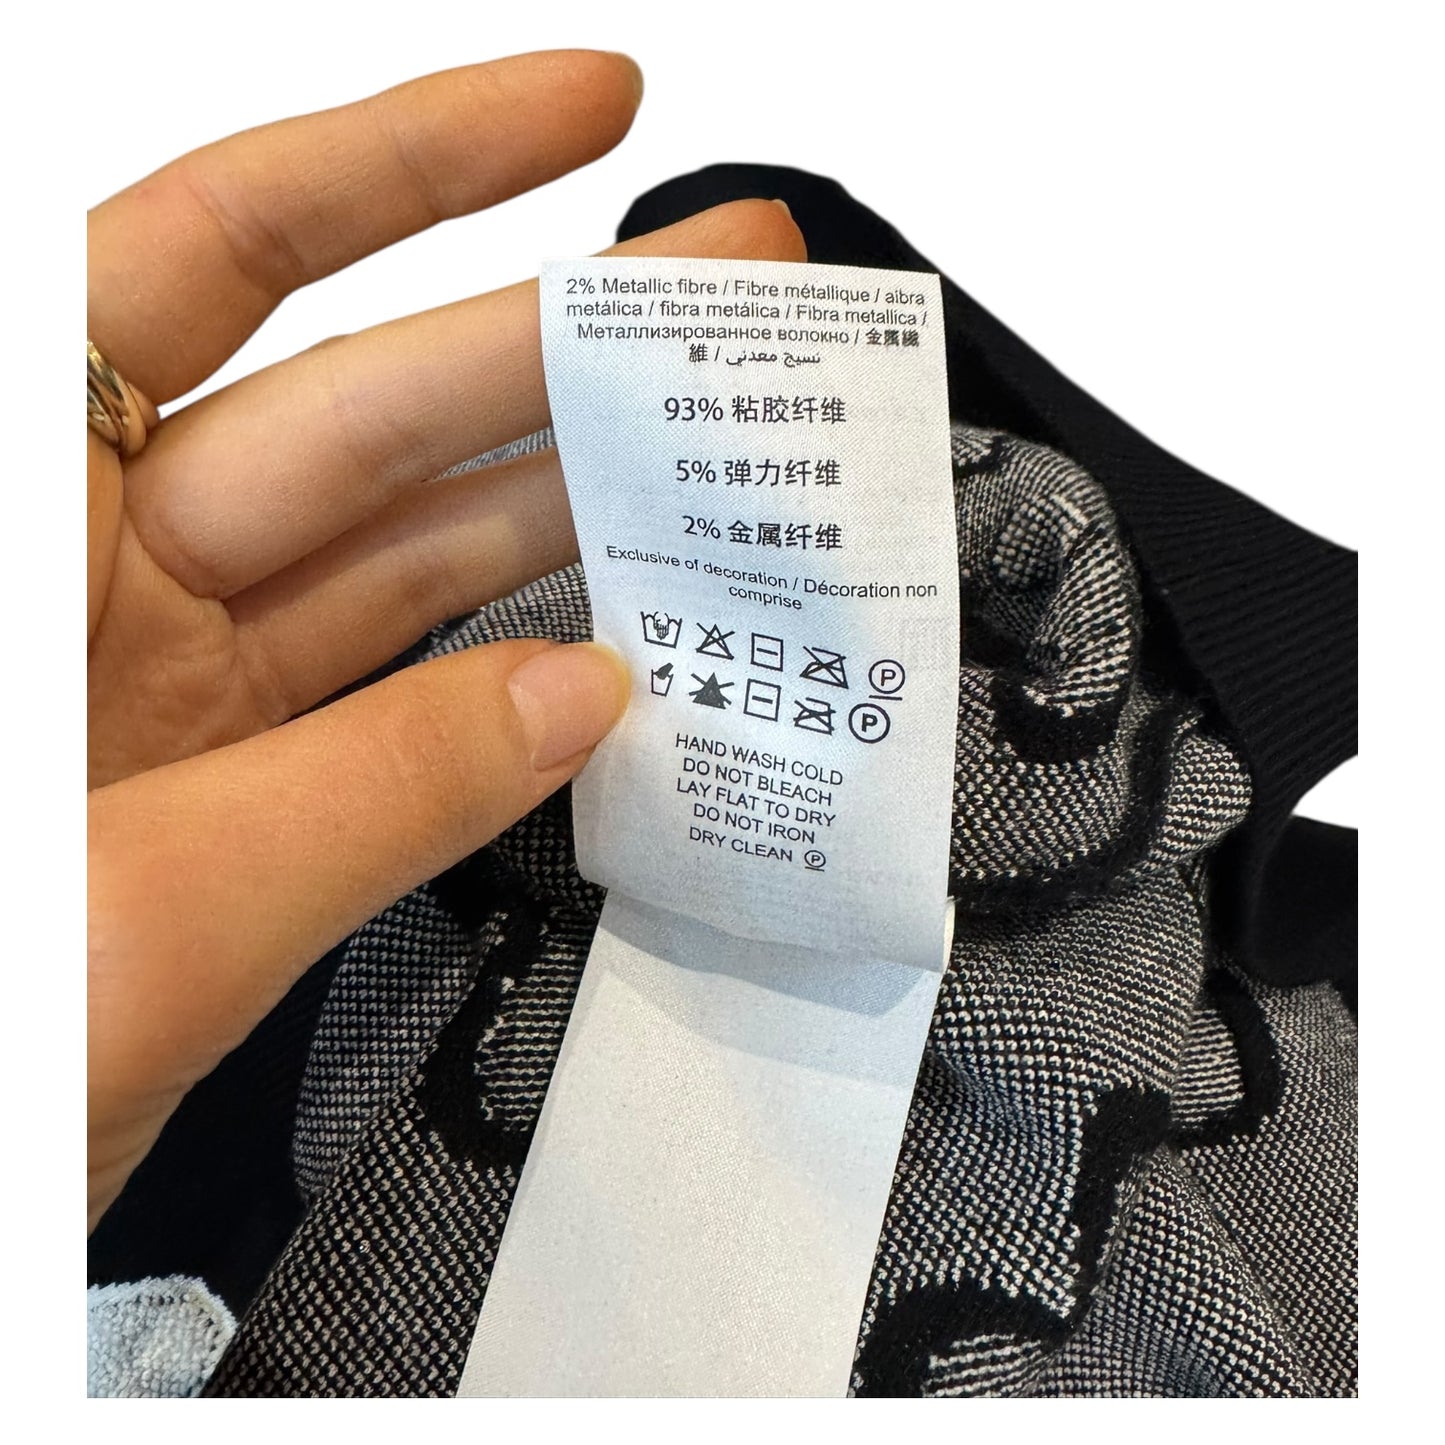 2% Metallic fibre / Fibre métallique / aibra
metálica / fibra metálica / Fibra metallica /
Металлизированное волокно / 金属纖
維 / نسيج معدني
93% 粘胶纤维
5% 弹力纤维
2% 金属纤维
Exclusive of decoration / Décoration non
comprise
P
P
HAND WASH COLD
DO NOT BLEACH
LAY FLAT TO DRY
DO NOT IRON
DRY CLEAN Ⓟ